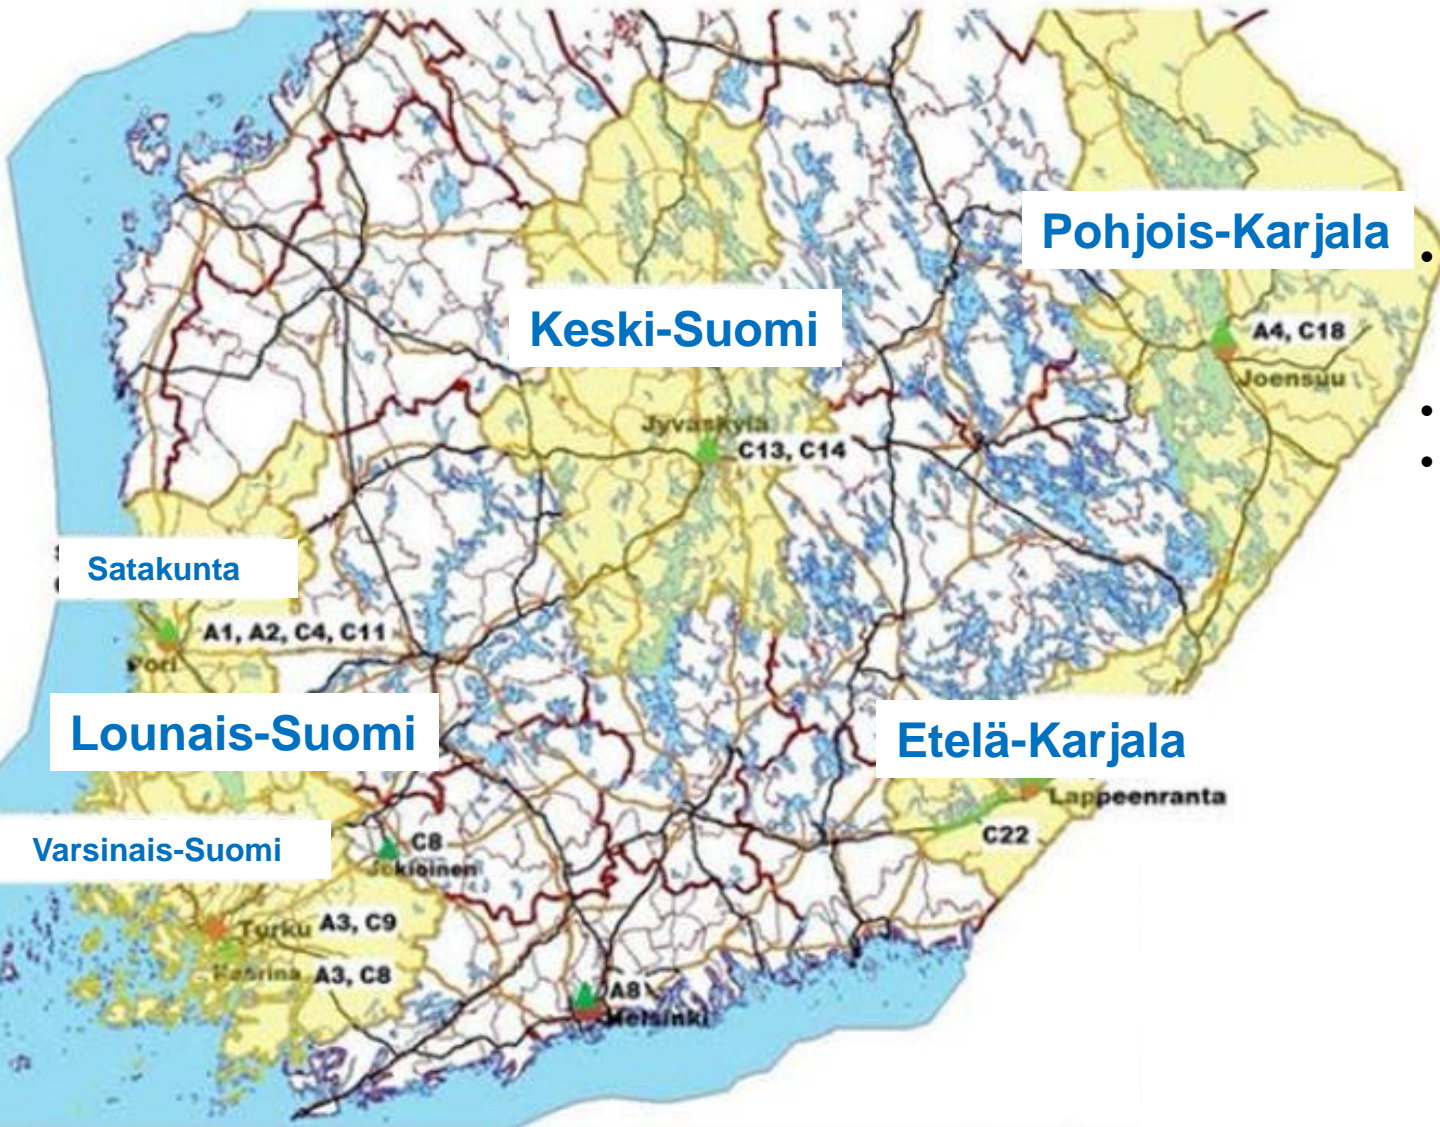 Pohjois-Karjala
Keski-Suomi
A4, C18
Joensuu
Jyväskylä
C13, C14
Satakunta
A1, A2, C4, C11
Pori
Lounais-Suomi
Etelä-Karjala
Lappeenranta
C22
Varsinais-Suomi
C8
Jokioinen
Turku A3, C9
Kaarina A3, C8
A8
Helsinki